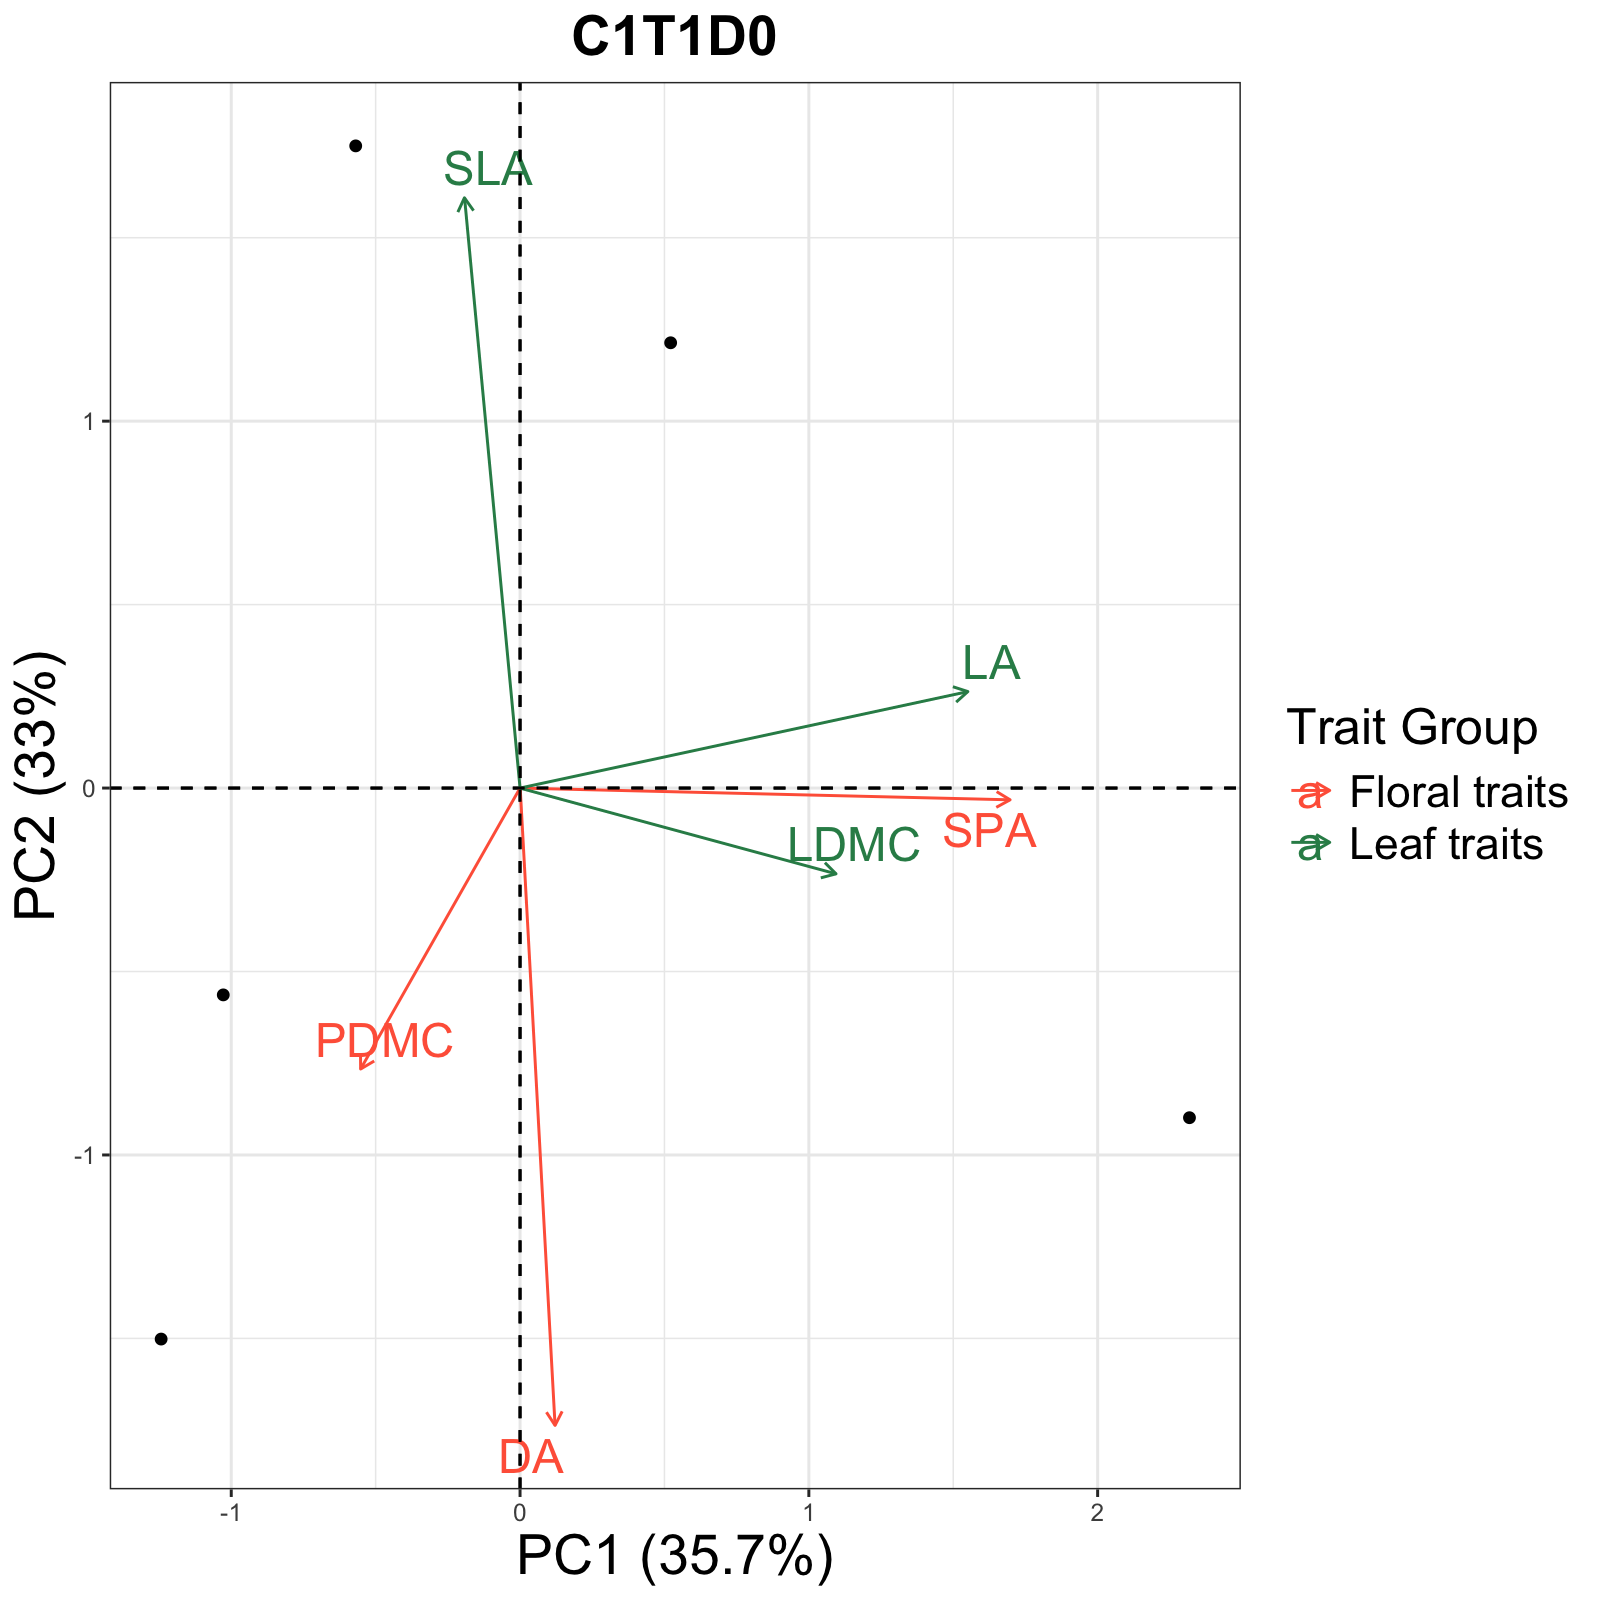 C1T1D0
SLA
1
LA
PC2 (33%)
Trait Group
0
a Floral traits
SPA
LDMC
a Leaf traits
PDMC
-1
DA
-1 0 1 2
PC1 (35.7%)